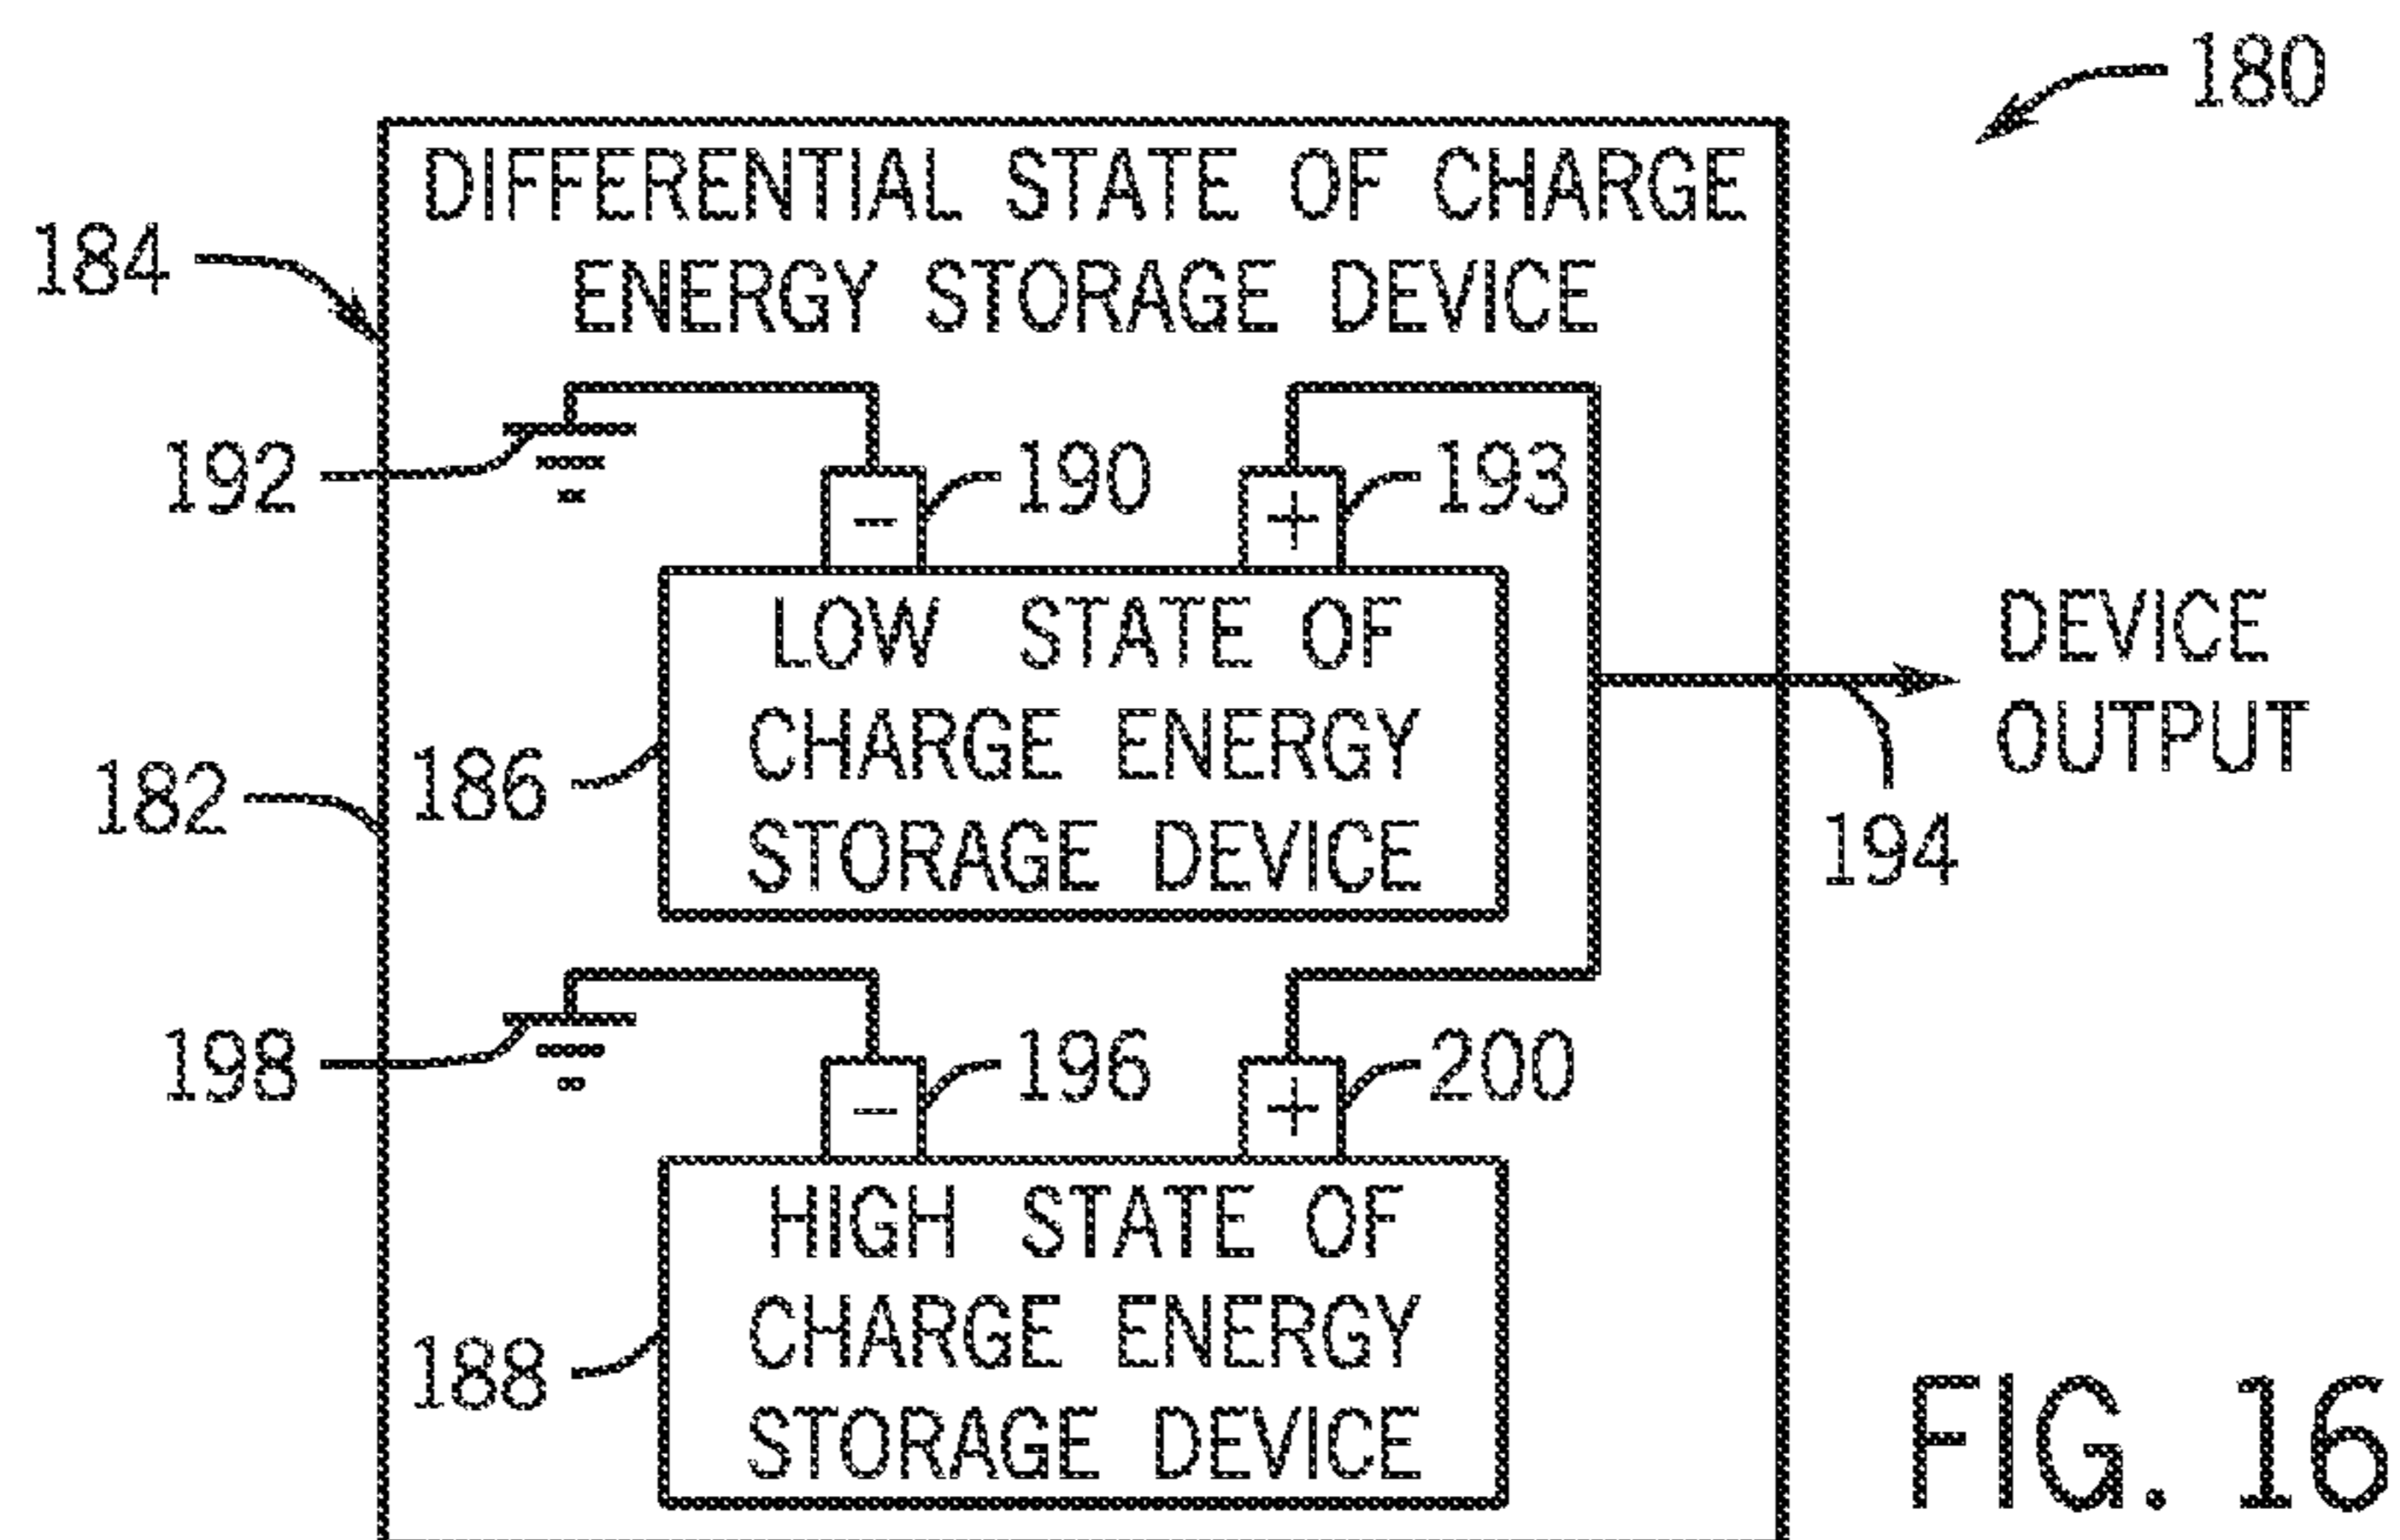 180
DIFFERENTIAL STATE OF CHARGE
ENERGY STORAGE DEVICE
184
192
- 190
+ 193
LOW STATE OF
CHARGE ENERGY
STORAGE DEVICE
186
182
DEVICE
OUTPUT
194
198
- 196
+ 200
HIGH STATE OF
CHARGE ENERGY
STORAGE DEVICE
188
FIG. 16